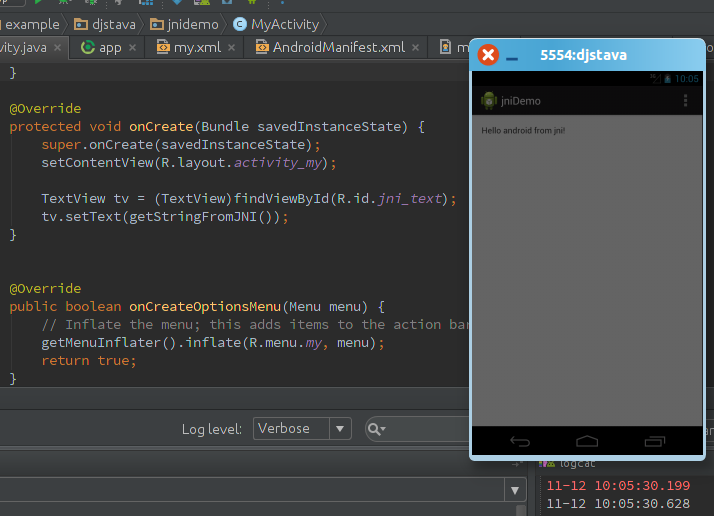 example djstava jnidemo MyActivity
vity.java app my.xml AndroidManifest.xml
}
@Override
protected void onCreate(Bundle savedInstanceState) {
super.onCreate(savedInstanceState);
setContentView(R.layout.activity_my);
TextView tv = (TextView)findViewById(R.id.jni_text);
tv.setText(getStringFromJNI());
}
@Override
public boolean onCreateOptionsMenu(Menu menu) {
// Inflate the menu; this adds items to the action bar
getMenuInflater().inflate(R.menu.my, menu);
return true;
}
5554:djstava
10:05
jniDemo
Hello android from jni!
Log level: Verbose
logcat
11-12 10:05:30.199
11-12 10:05:30.628